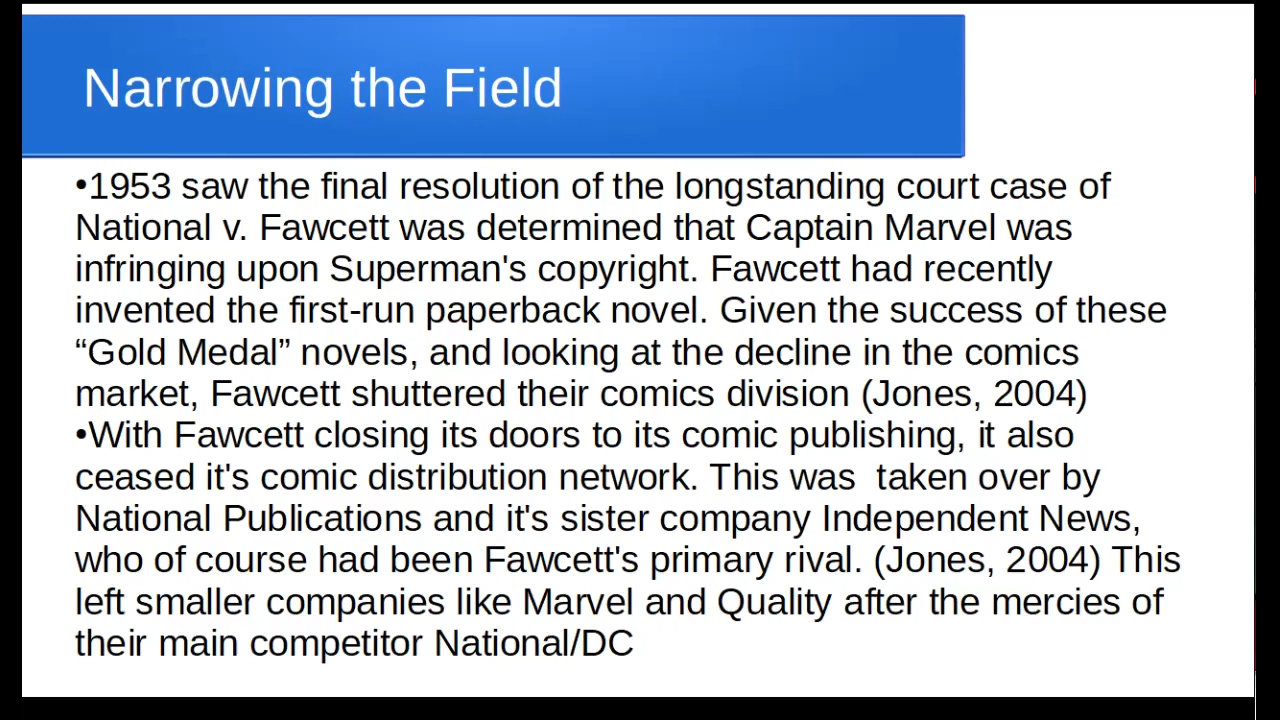 Narrowing the Field
•1953 saw the final resolution of the longstanding court case of
National v. Fawcett was determined that Captain Marvel was
infringing upon Superman's copyright. Fawcett had recently
invented the first-run paperback novel. Given the success of these
“Gold Medal” novels, and looking at the decline in the comics
market, Fawcett shuttered their comics division (Jones, 2004)
•With Fawcett closing its doors to its comic publishing, it also
ceased it's comic distribution network. This was  taken over by
National Publications and it's sister company Independent News,
who of course had been Fawcett's primary rival. (Jones, 2004) This
left smaller companies like Marvel and Quality after the mercies of
their main competitor National/DC